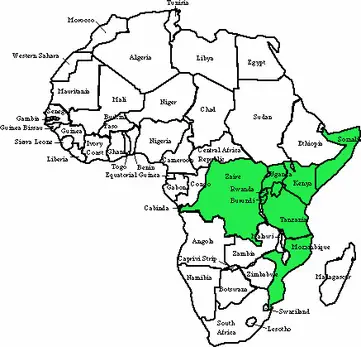 Tunisia
Morocco
Algeria
Libya
Egypt
Western Sahara
Mauritania
Mali
Niger
Chad
Sudan
Senegal
Gambia
Guinea Bissau
Guinea
Sierra Leone
Liberia
Ivory
Coast
Burkina
Faso
Ghana
Togo
Benin
Nigeria
Cameroon
Equatorial Guinea
Central Africa
Republic
Ethiopia
Somalia
Gabon
Congo
Zaire
Uganda
Kenya
Rwanda
Burundi
Tanzania
Cabinda
Angola
Zambia
Malawi
Mozambique
Caprivi Strip
Namibia
Botswana
Zimbabwe
Madagascar
Swaziland
South
Africa
Lesotho